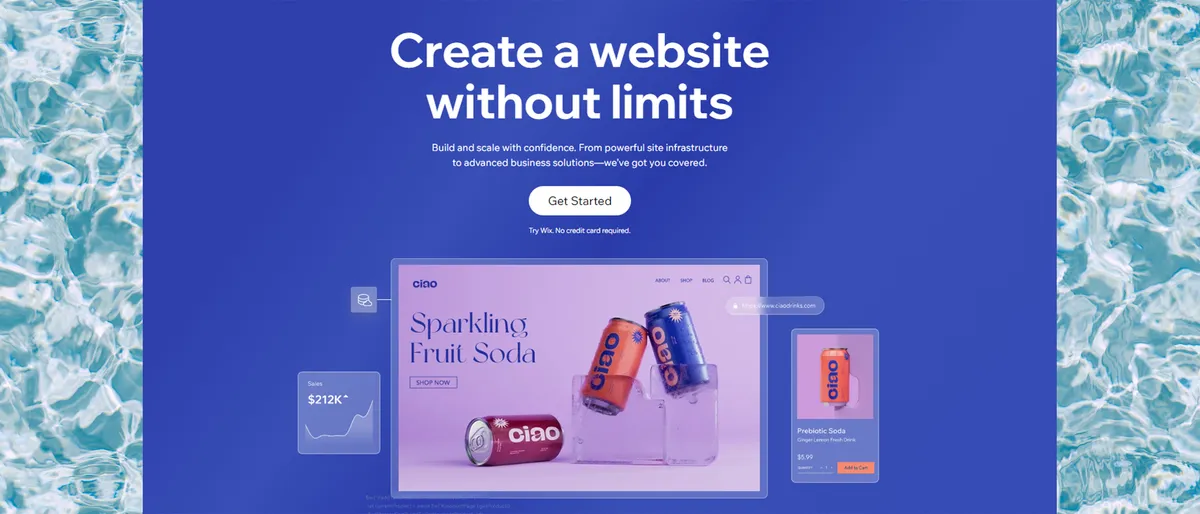 Create a website
without limits
Build and scale with confidence. From powerful site infrastructure
to advanced business solutions—we've got you covered.
Get Started
Try Wix. No credit card required.
ciao
ABOUT SHOP BLOG
https://www.ciaodrinks.com
Sparkling
Fruit Soda
SHOP NOW
ciao
ciao
ciao
Sales
$212K
ciao
Prebiotic Soda
Ginger Lemon Fresh Drink
$5.99
Add to Cart